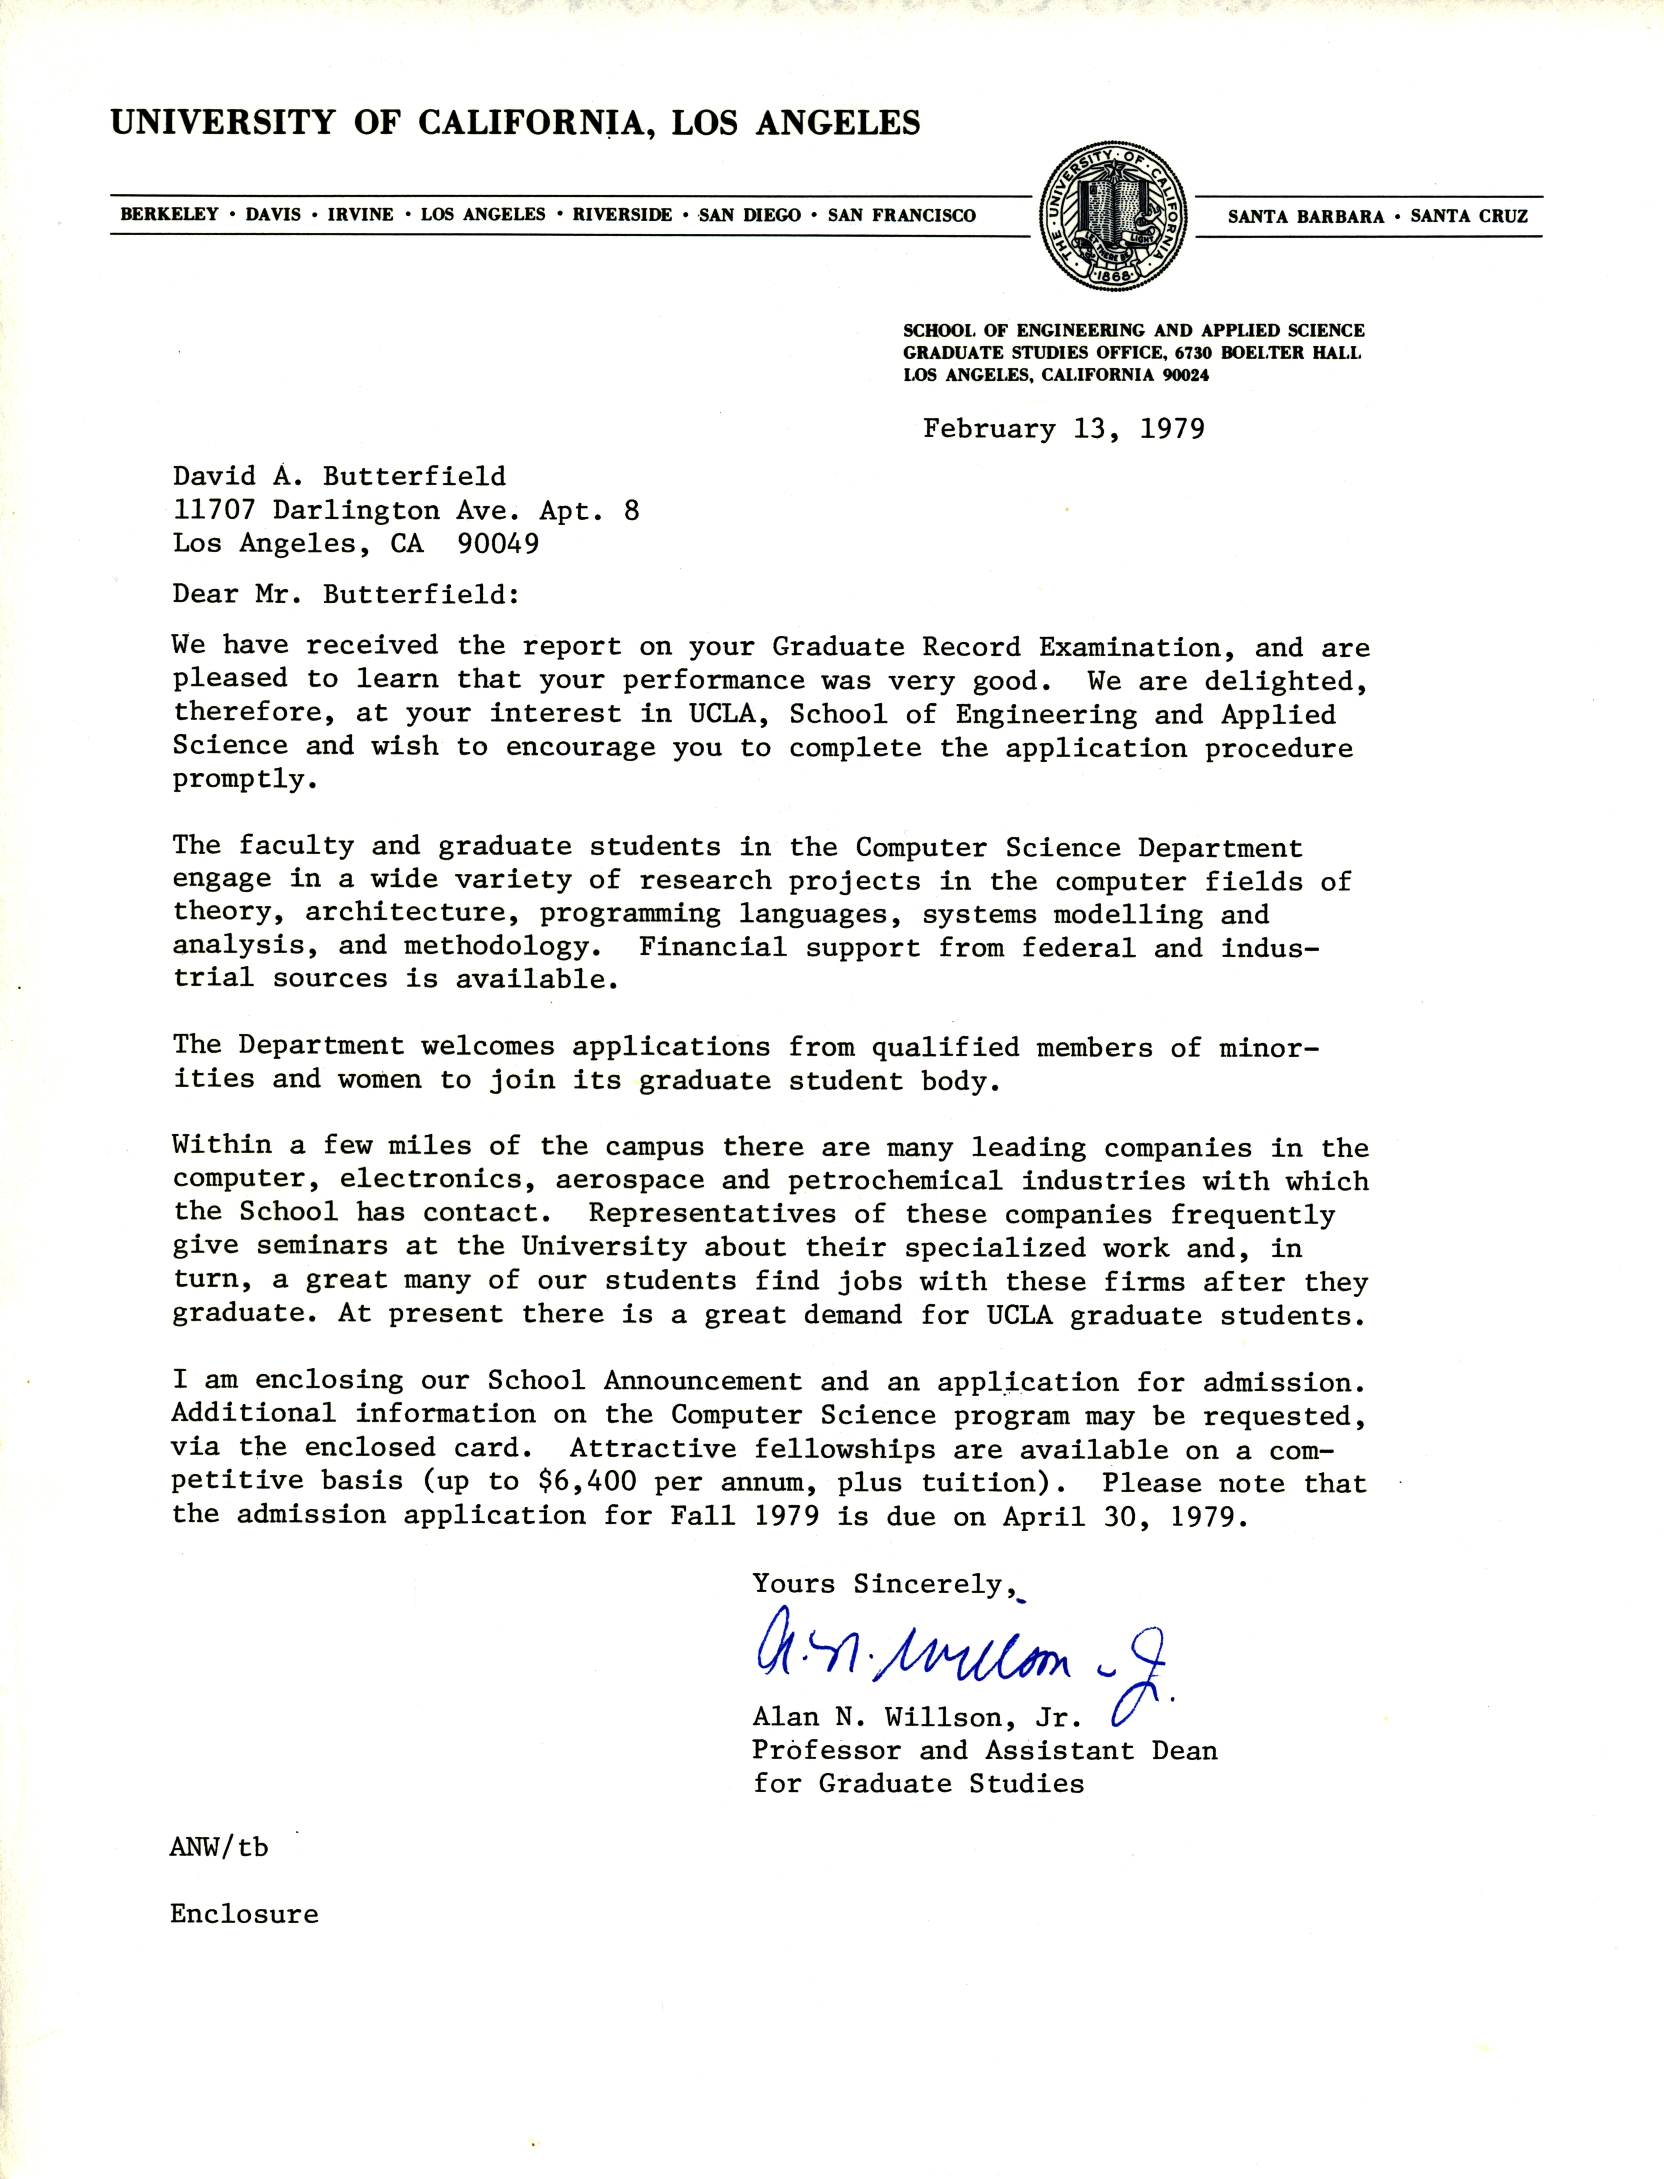 UNIVERSITY OF CALIFORNIA, LOS ANGELES
BERKELEY • DAVIS • IRVINE • LOS ANGELES • RIVERSIDE • SAN DIEGO • SAN FRANCISCO
THE · UNIVERSITY · OF · CALIFORNIA
LET THERE BE LIGHT
·1868·
SANTA BARBARA • SANTA CRUZ
SCHOOL OF ENGINEERING AND APPLIED SCIENCE
GRADUATE STUDIES OFFICE, 6730 BOELTER HALL
LOS ANGELES, CALIFORNIA 90024
February 13, 1979
David A. Butterfield
11707 Darlington Ave. Apt. 8
Los Angeles, CA  90049
Dear Mr. Butterfield:
We have received the report on your Graduate Record Examination, and are
pleased to learn that your performance was very good.  We are delighted,
therefore, at your interest in UCLA, School of Engineering and Applied
Science and wish to encourage you to complete the application procedure
promptly.
The faculty and graduate students in the Computer Science Department
engage in a wide variety of research projects in the computer fields of
theory, architecture, programming languages, systems modelling and
analysis, and methodology.  Financial support from federal and indus-
trial sources is available.
The Department welcomes applications from qualified members of minor-
ities and women to join its graduate student body.
Within a few miles of the campus there are many leading companies in the
computer, electronics, aerospace and petrochemical industries with which
the School has contact.  Representatives of these companies frequently
give seminars at the University about their specialized work and, in
turn, a great many of our students find jobs with these firms after they
graduate. At present there is a great demand for UCLA graduate students.
I am enclosing our School Announcement and an application for admission.
Additional information on the Computer Science program may be requested,
via the enclosed card.  Attractive fellowships are available on a com-
petitive basis (up to $6,400 per annum, plus tuition).  Please note that
the admission application for Fall 1979 is due on April 30, 1979.
Yours Sincerely,
A. N. Willson, Jr.
Alan N. Willson, Jr.
Professor and Assistant Dean
for Graduate Studies
ANW/tb
Enclosure